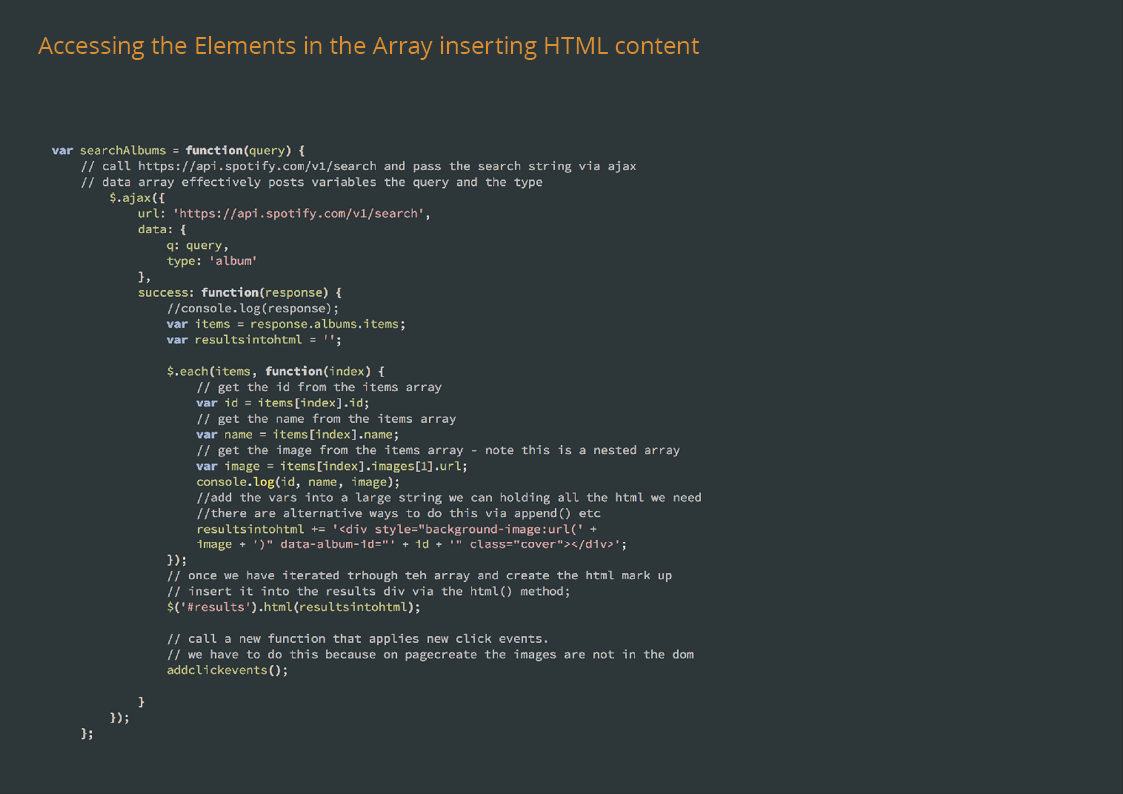 Accessing the Elements in the Array inserting HTML content
var searchAlbums = function(query) {
// call https://api.spotify.com/v1/search and pass the search string via ajax
// data array effectively posts variables the query and the type
$.ajax({
url: 'https://api.spotify.com/v1/search',
data: {
q: query,
type: 'album'
},
success: function(response) {
//console.log(response);
var items = response.albums.items;
var resultsintohtml = '';
$.each(items, function(index) {
// get the id from the items array
var id = items[index].id;
// get the name from the items array
var name = items[index].name;
// get the image from the items array - note this is a nested array
var image = items[index].images[1].url;
console.log(id, name, image);
//add the vars into a large string we can holding all the html we need
//there are alternative ways to do this via append() etc
resultsintohtml += '<div style="background-image:url(' +
image + ')" data-album-id="' + id + '" class="cover"></div>';
});
// once we have iterated trhough teh array and create the html mark up
// insert it into the results div via the html() method;
$('#results').html(resultsintohtml);
// call a new function that applies new click events.
// we have to do this because on pagecreate the images are not in the dom
addclickevents();
}
});
};